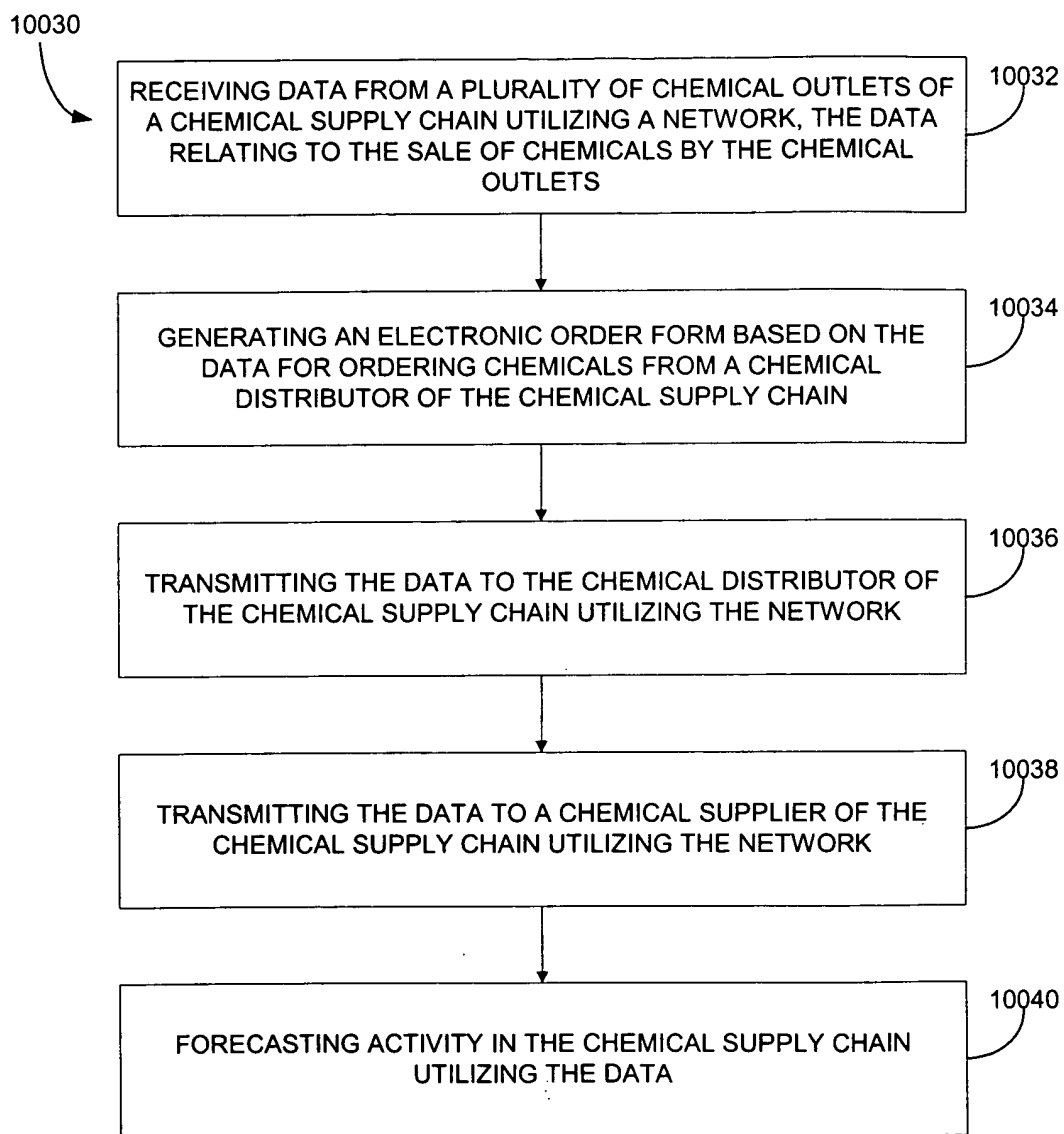 10030
10032
RECEIVING DATA FROM A PLURALITY OF CHEMICAL OUTLETS OF
A CHEMICAL SUPPLY CHAIN UTILIZING A NETWORK, THE DATA
RELATING TO THE SALE OF CHEMICALS BY THE CHEMICAL
OUTLETS
10034
GENERATING AN ELECTRONIC ORDER FORM BASED ON THE
DATA FOR ORDERING CHEMICALS FROM A CHEMICAL
DISTRIBUTOR OF THE CHEMICAL SUPPLY CHAIN
10036
TRANSMITTING THE DATA TO THE CHEMICAL DISTRIBUTOR OF
THE CHEMICAL SUPPLY CHAIN UTILIZING THE NETWORK
10038
TRANSMITTING THE DATA TO A CHEMICAL SUPPLIER OF THE
CHEMICAL SUPPLY CHAIN UTILIZING THE NETWORK
10040
FORECASTING ACTIVITY IN THE CHEMICAL SUPPLY CHAIN
UTILIZING THE DATA